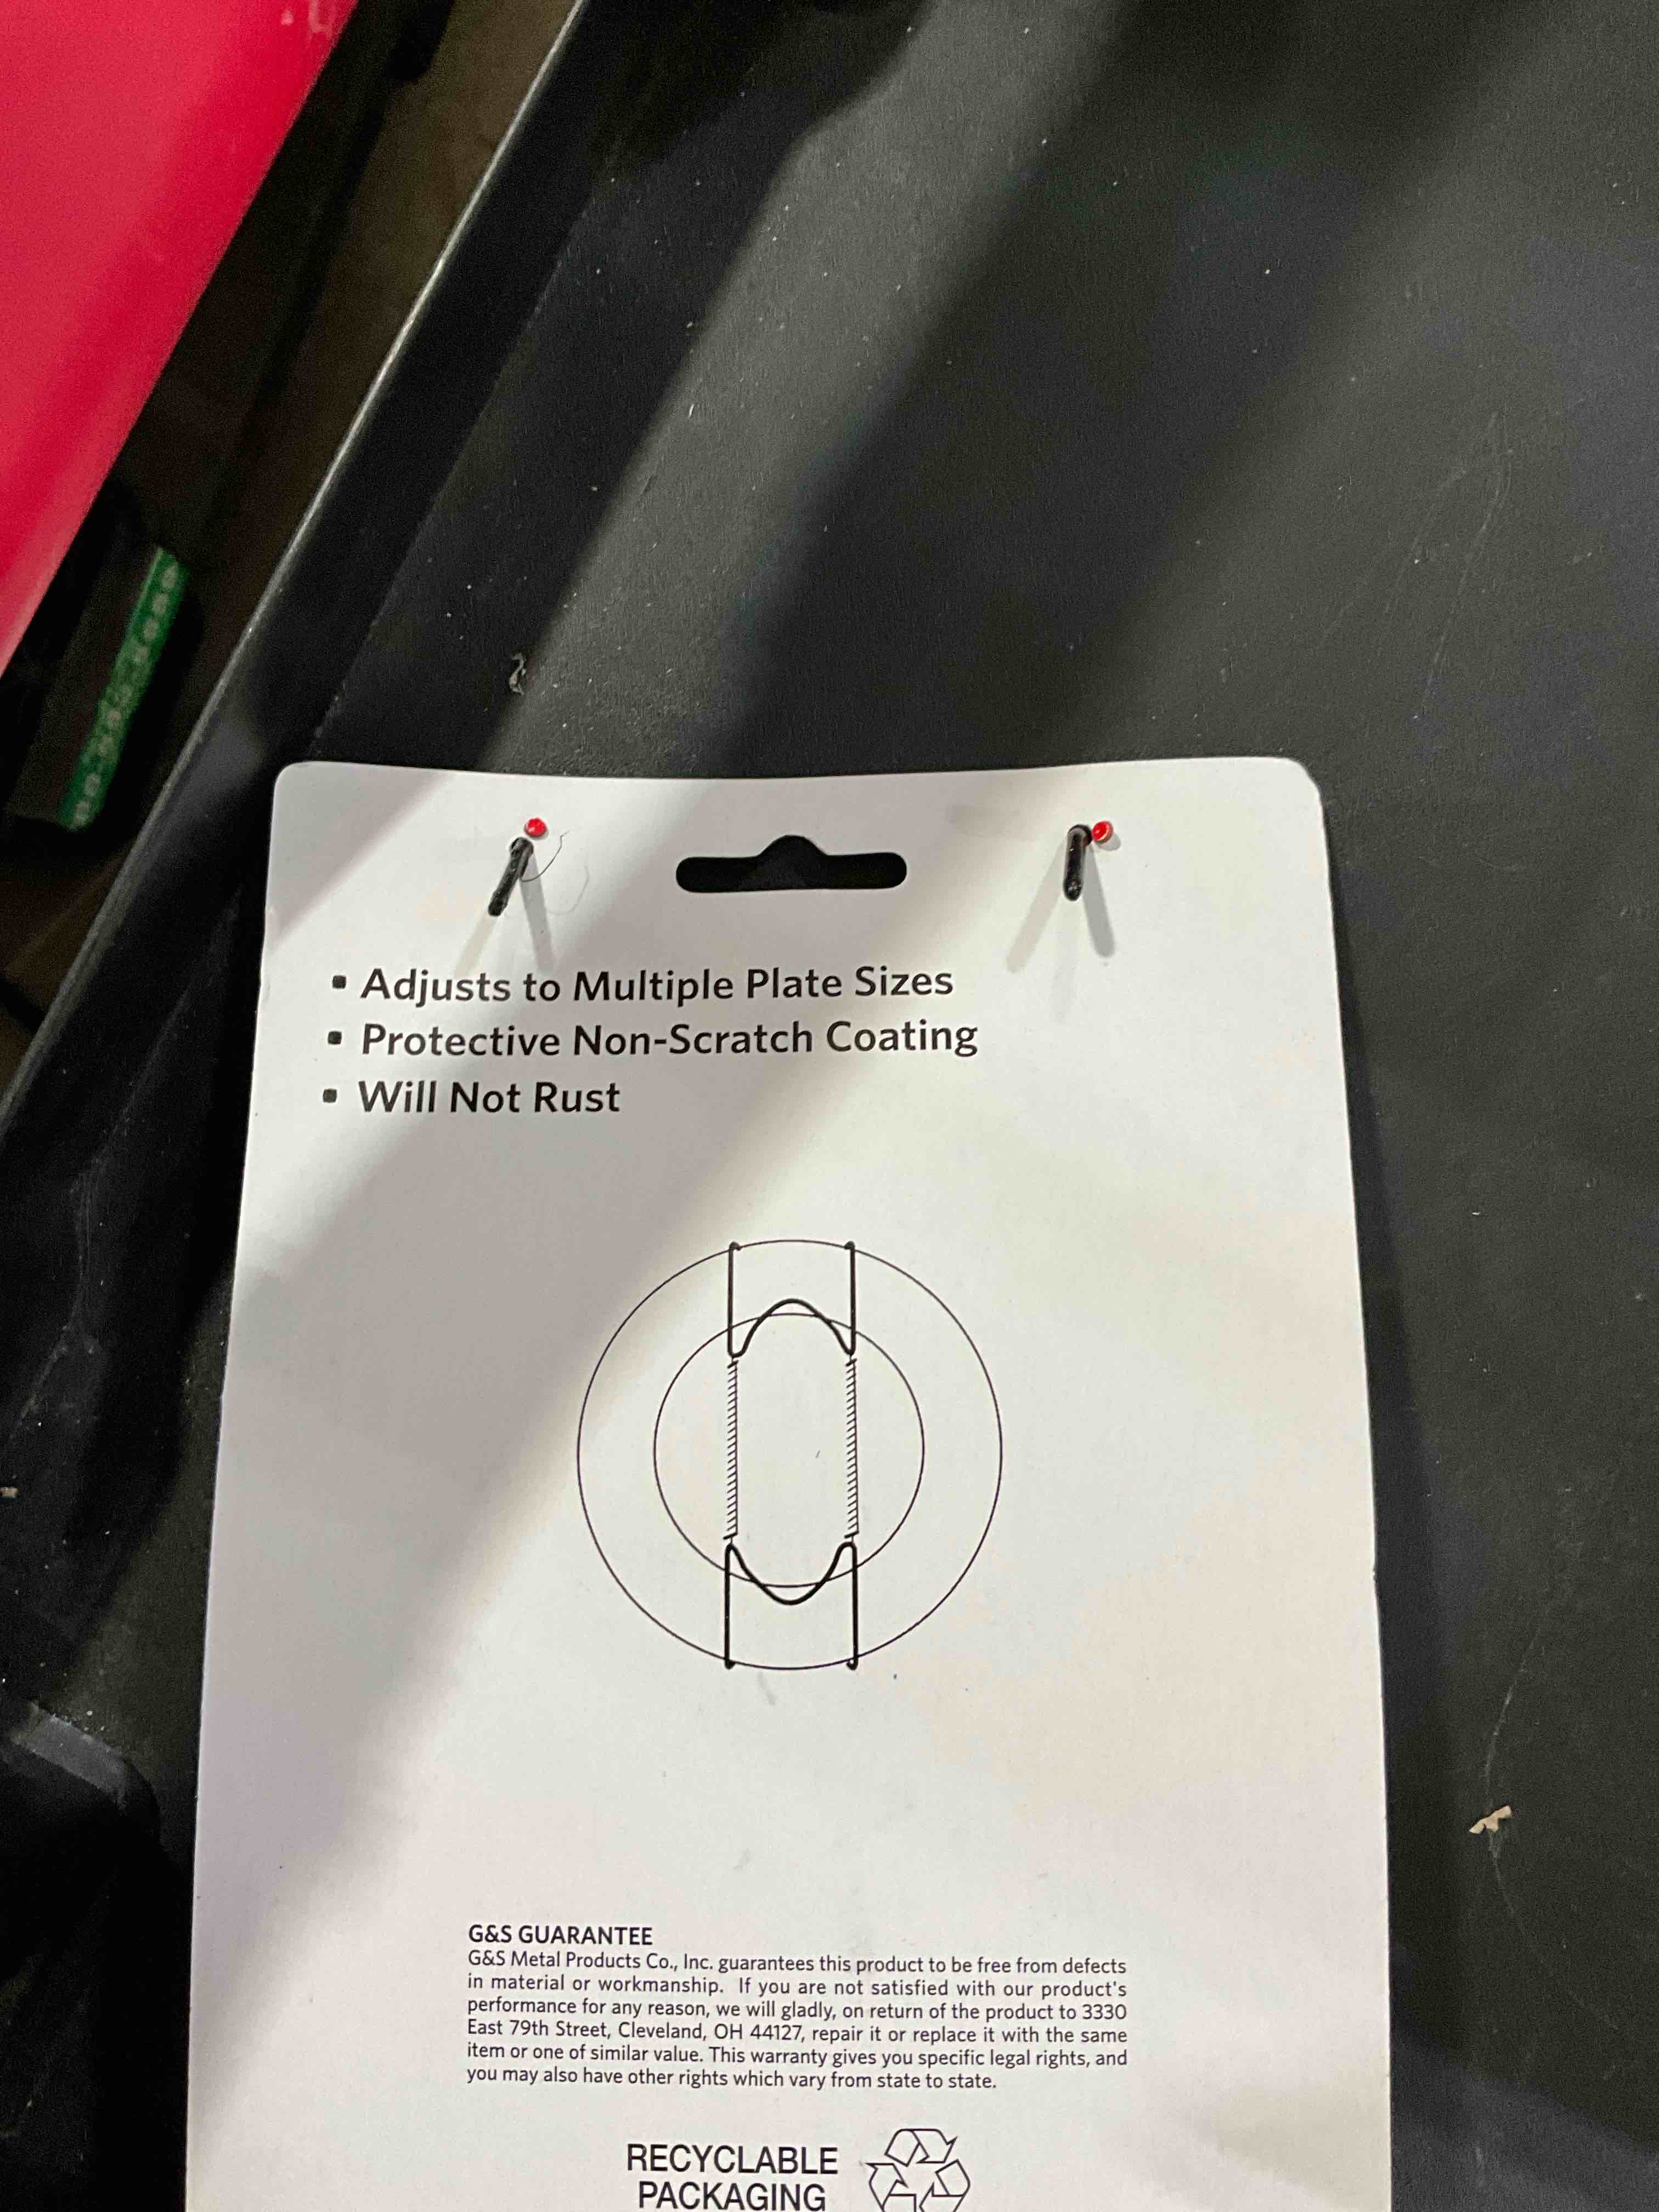 ▪ Adjusts to Multiple Plate Sizes
▪ Protective Non-Scratch Coating
▪ Will Not Rust
G&S GUARANTEE
G&S Metal Products Co., Inc. guarantees this product to be free from defects
in material or workmanship. If you are not satisfied with our product's
performance for any reason, we will gladly, on return of the product to 3330
East 79th Street, Cleveland, OH 44127, repair it or replace it with the same
item or one of similar value. This warranty gives you specific legal rights, and
you may also have other rights which vary from state to state.
RECYCLABLE
PACKAGING